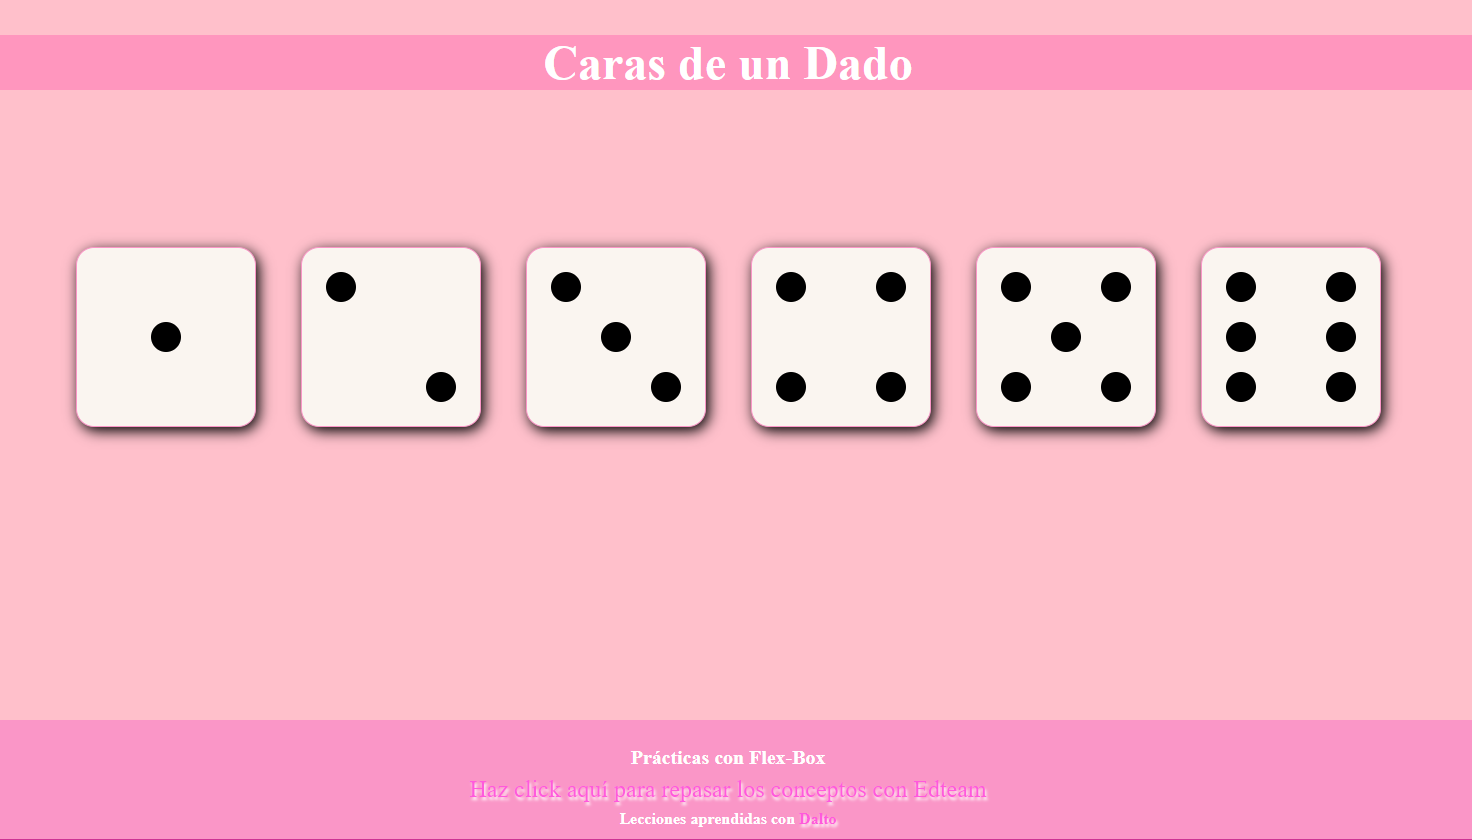 Caras de un Dado
Prácticas con Flex-Box
Haz click aquí para repasar los conceptos con Edteam
Lecciones aprendidas con Dalto